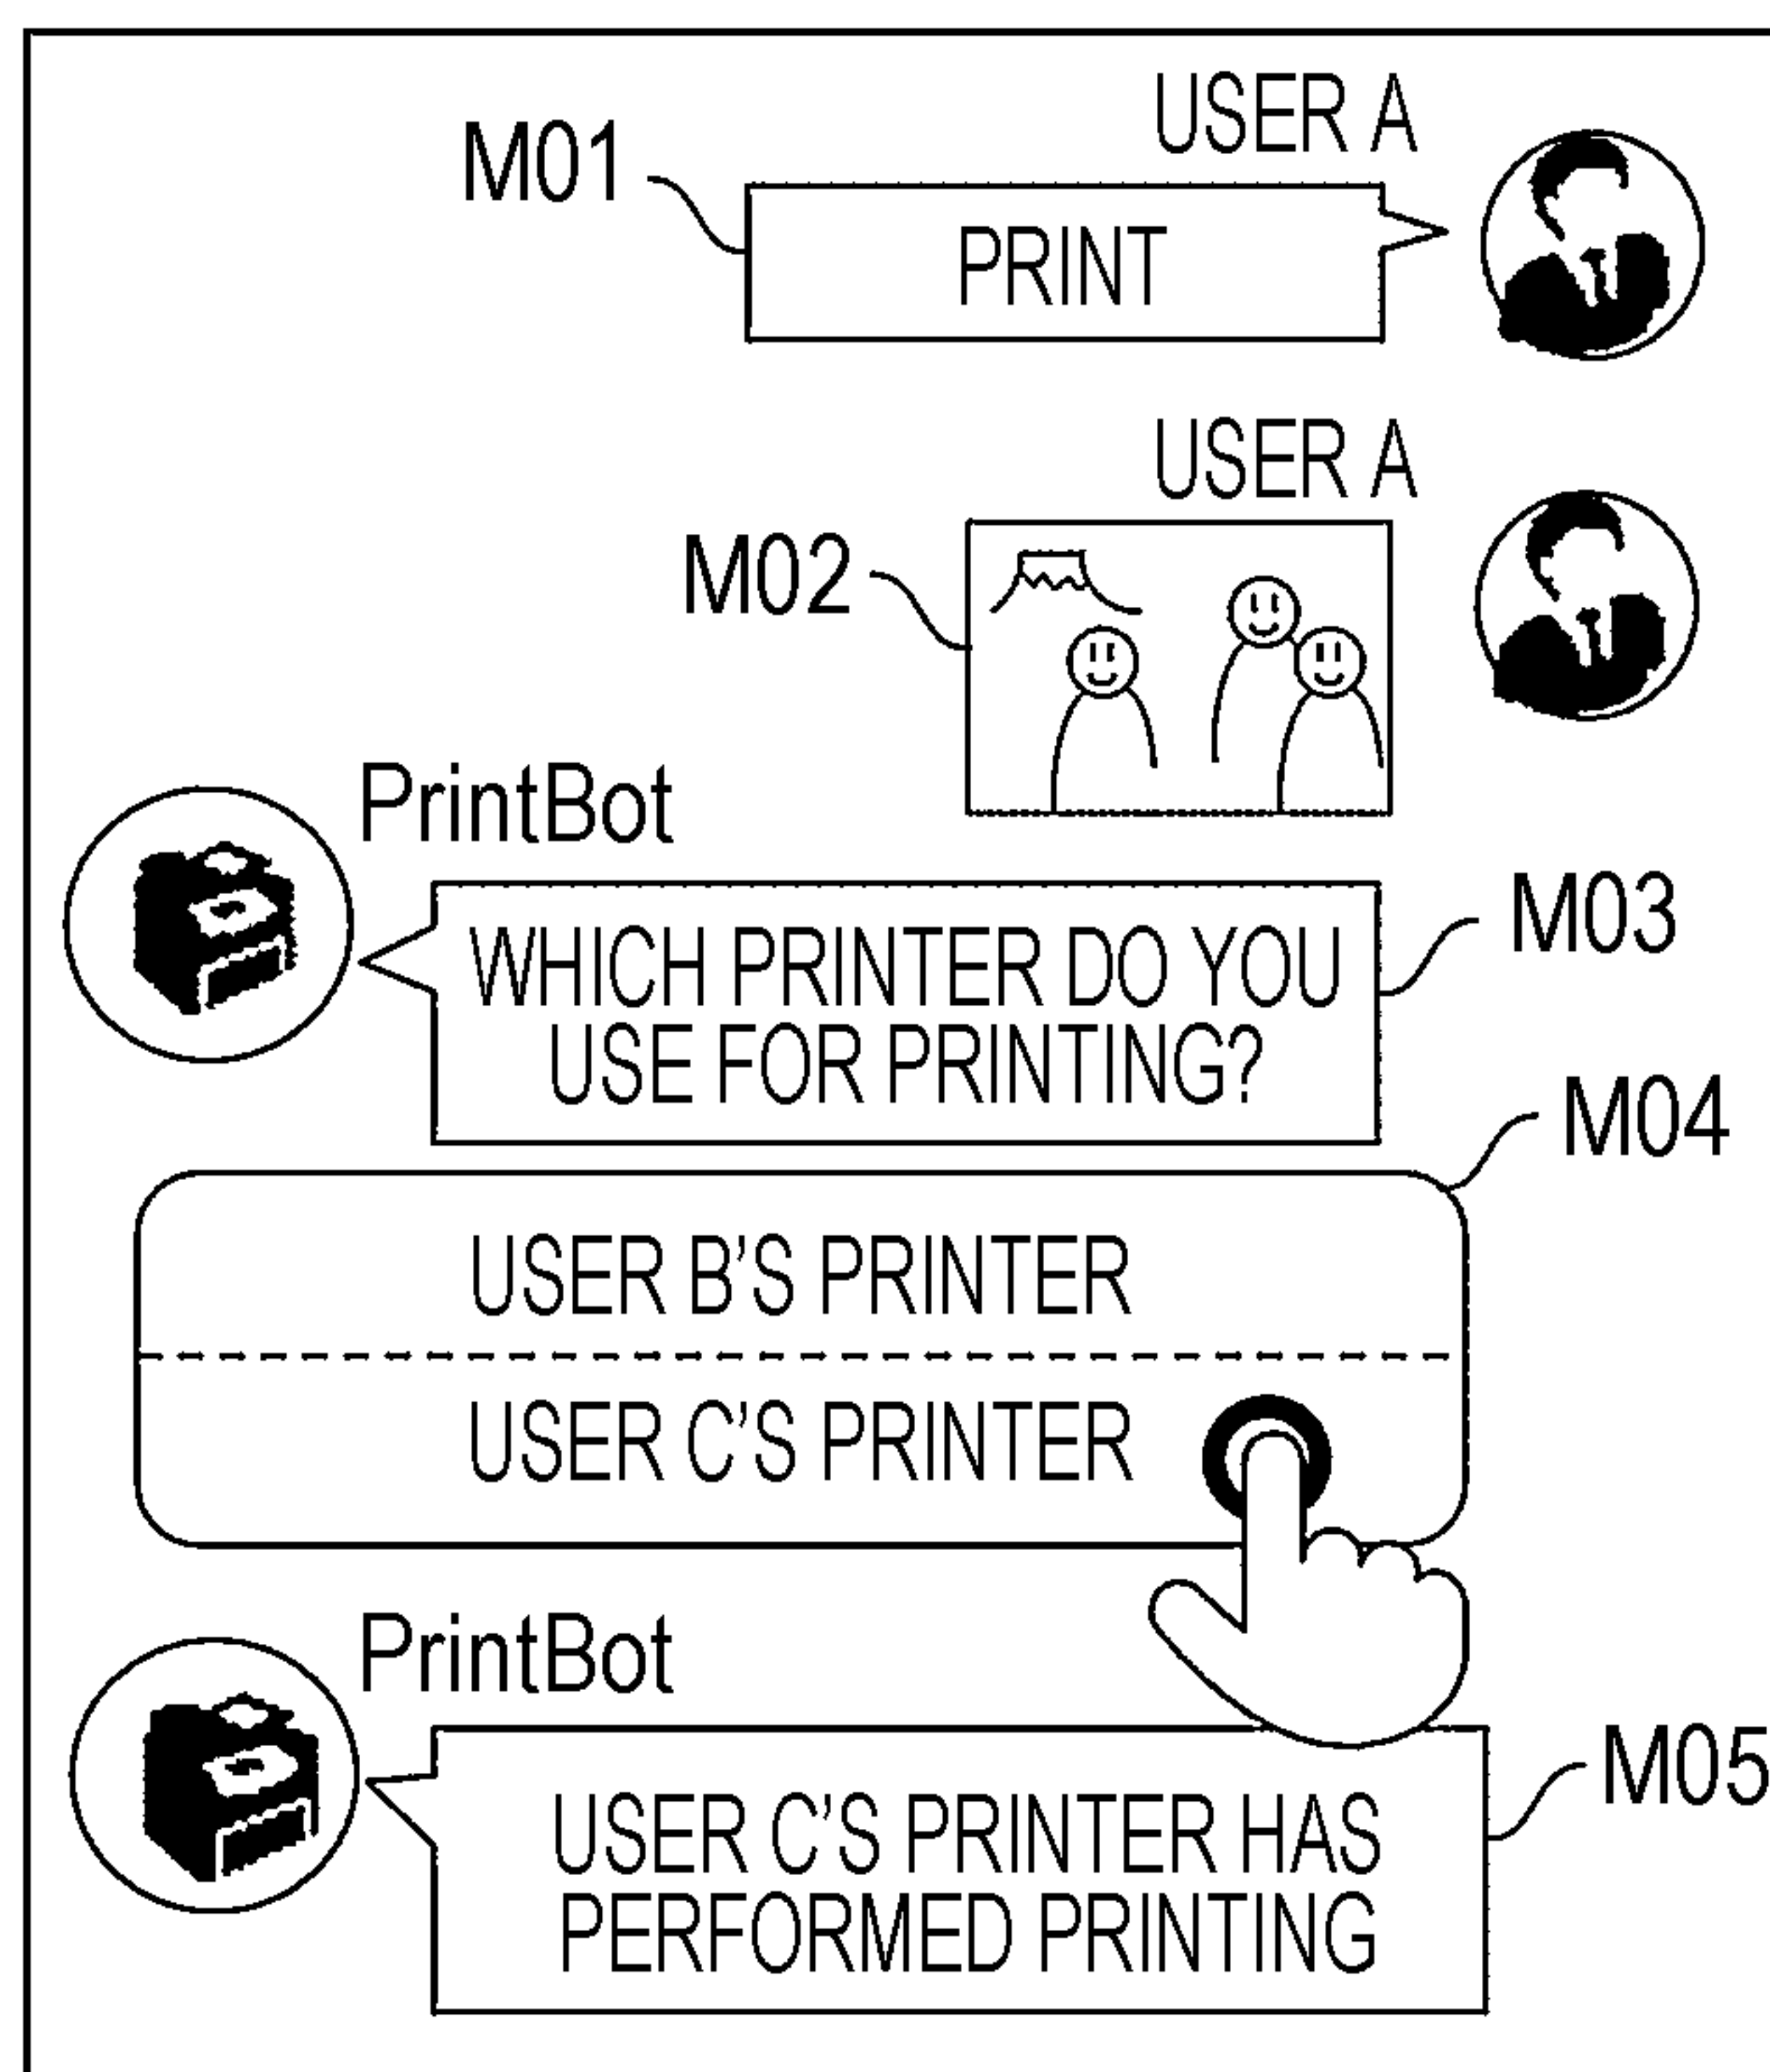 USER A
M01
PRINT
USER A
M02
PrintBot
WHICH PRINTER DO YOU
USE FOR PRINTING?
M03
M04
USER B'S PRINTER
USER C'S PRINTER
PrintBot
M05
USER C'S PRINTER HAS
PERFORMED PRINTING